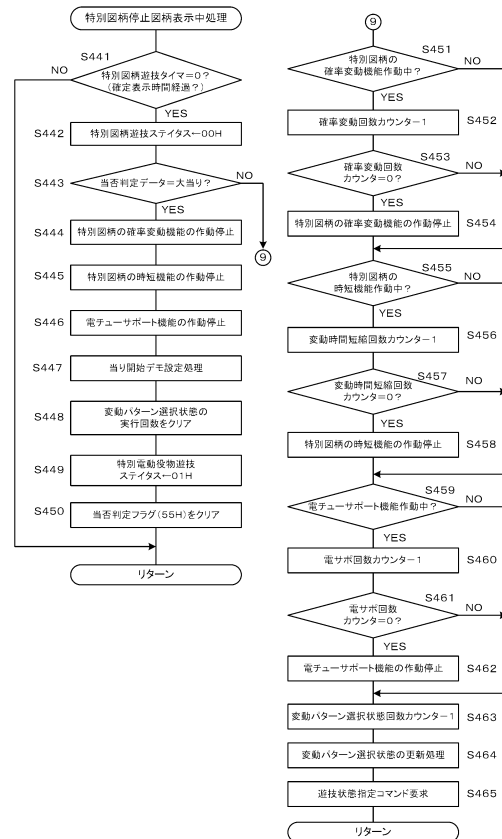 特別図柄停止図柄表示中処理
S441
NO
特別図柄遊技タイマ=0?
(確定表示時間経過?)
YES
S442
特別図柄遊技ステイタス←00H
S443
当否判定データ=大当り?
NO
YES
S444
特別図柄の確率変動機能の作動停止
⑨
S445
特別図柄の時短機能の作動停止
S446
電チューサポート機能の作動停止
S447
当り開始デモ設定処理
S448
変動パターン選択状態の
実行回数をクリア
S449
特別電動役物遊技
ステイタス←01H
S450
当否判定フラグ(55H)をクリア
リターン
⑨
S451
特別図柄の
確率変動機能作動中?
NO
YES
確率変動回数カウンタ-1
S452
S453
確率変動回数
カウンタ=0?
NO
YES
特別図柄の確率変動機能の作動停止
S454
S455
特別図柄の
時短機能作動中?
NO
YES
変動時間短縮回数カウンタ-1
S456
S457
変動時間短縮回数
カウンタ=0?
NO
YES
特別図柄の時短機能の作動停止
S458
S459
電チューサポート機能作動中?
NO
YES
電サポ回数カウンタ-1
S460
S461
電サポ回数
カウンタ=0?
NO
YES
電チューサポート機能の作動停止
S462
変動パターン選択状態回数カウンタ-1
S463
変動パターン選択状態の更新処理
S464
遊技状態指定コマンド要求
S465
リターン